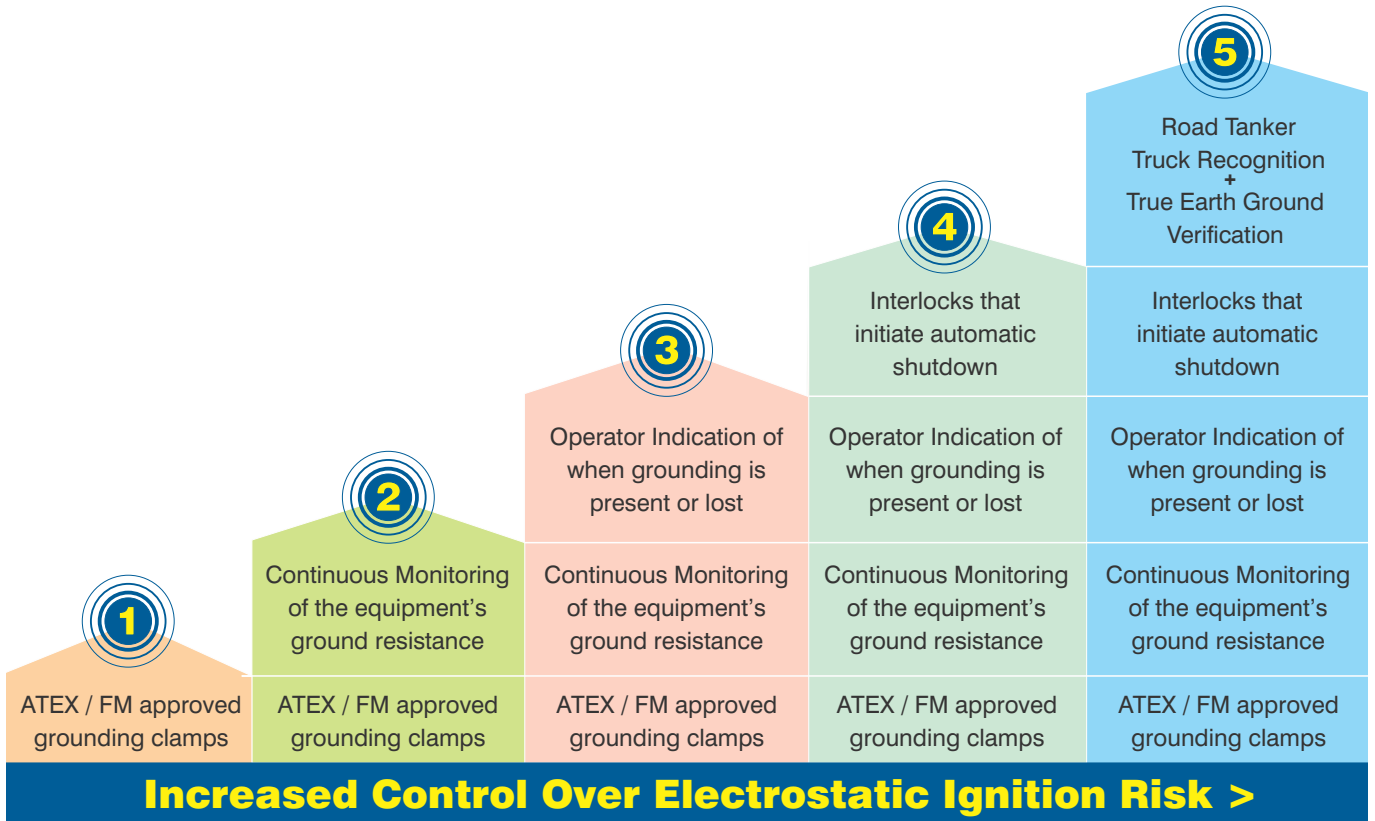 1
ATEX / FM approved
grounding clamps
2
Continuous Monitoring
of the equipment's
ground resistance
ATEX / FM approved
grounding clamps
3
Operator Indication of
when grounding is
present or lost
Continuous Monitoring
of the equipment's
ground resistance
ATEX / FM approved
grounding clamps
4
Interlocks that
initiate automatic
shutdown
Operator Indication of
when grounding is
present or lost
Continuous Monitoring
of the equipment's
ground resistance
ATEX / FM approved
grounding clamps
5
Road Tanker
Truck Recognition
+
True Earth Ground
Verification
Interlocks that
initiate automatic
shutdown
Operator Indication of
when grounding is
present or lost
Continuous Monitoring
of the equipment's
ground resistance
ATEX / FM approved
grounding clamps
Increased Control Over Electrostatic Ignition Risk >